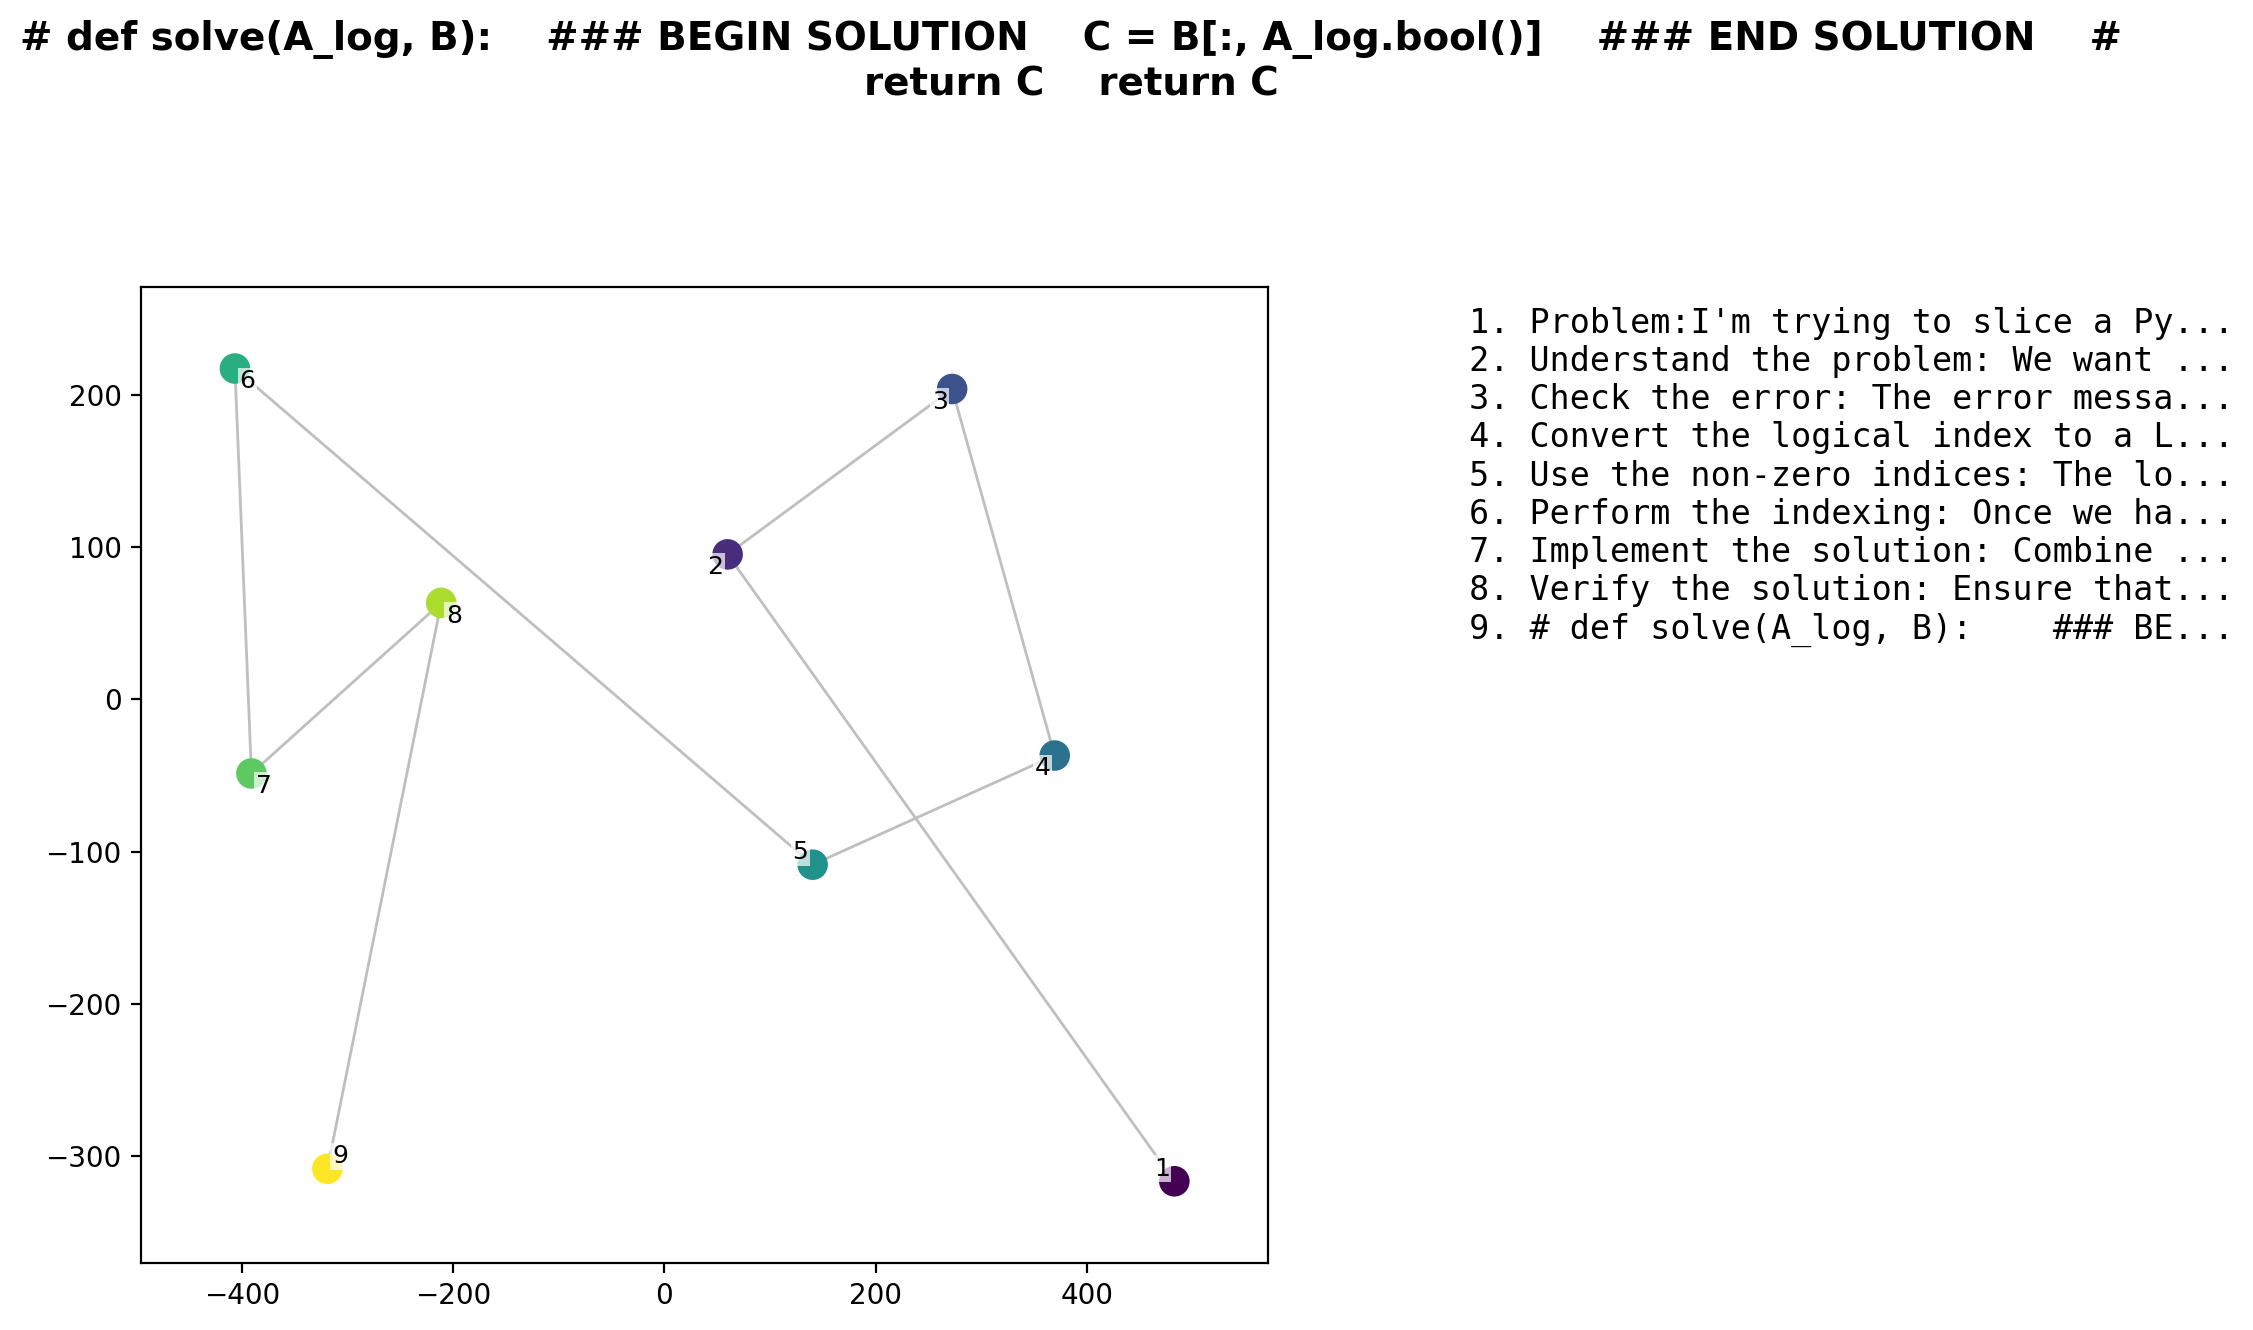 # def solve(A_log, B):    ### BEGIN SOLUTION    C = B[:, A_log.bool()]    ### END SOLUTION    #
return C    return C
1. Problem:I'm trying to slice a Py...
2. Understand the problem: We want ...
3. Check the error: The error messa...
4. Convert the logical index to a L...
5. Use the non-zero indices: The lo...
6. Perform the indexing: Once we ha...
7. Implement the solution: Combine ...
8. Verify the solution: Ensure that...
9. # def solve(A_log, B):    ### BE...
200
100
0
−100
−200
−300
−400
−200
0
200
400
6
3
2
8
4
7
5
9
1